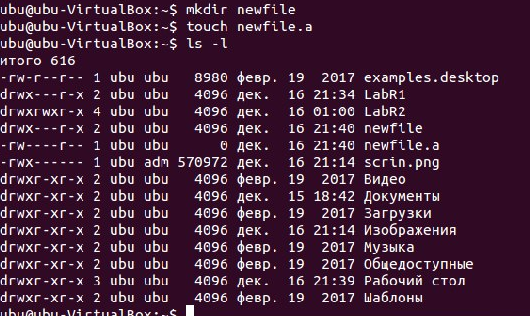 ubu@ubu-VirtualBox:~$ mkdir newfile
ubu@ubu-VirtualBox:~$ touch newfile.a
ubu@ubu-VirtualBox:~$ ls -l
итого 616
-rw-r--r-- 1 ubu ubu   8980 февр. 19  2017 examples.desktop
drwx---r-x 2 ubu ubu   4096 дек.  16 21:34 LabR1
drwxrwxr-x 4 ubu ubu   4096 дек.  16 01:00 LabR2
drwxr-xr-x 2 ubu ubu   4096 дек.  16 21:40 newfile
-rw----r-- 1 ubu ubu      0 дек.  16 21:40 newfile.a
-rwx------ 1 ubu adm 570972 дек.  16 21:14 scrin.png
drwxr-xr-x 2 ubu ubu   4096 февр. 19  2017 Видео
drwxr-xr-x 2 ubu ubu   4096 дек.  15 18:42 Документы
drwxr-xr-x 2 ubu ubu   4096 февр. 19  2017 Загрузки
drwxr-xr-x 2 ubu ubu   4096 дек.  16 21:14 Изображения
drwxr-xr-x 2 ubu ubu   4096 февр. 19  2017 Музыка
drwxr-xr-x 2 ubu ubu   4096 февр. 19  2017 Общедоступные
drwxr-xr-x 3 ubu ubu   4096 дек.  16 21:39 Рабочий стол
drwxr-xr-x 2 ubu ubu   4096 февр. 19  2017 Шаблоны
ubu@ubu-VirtualBox:~$